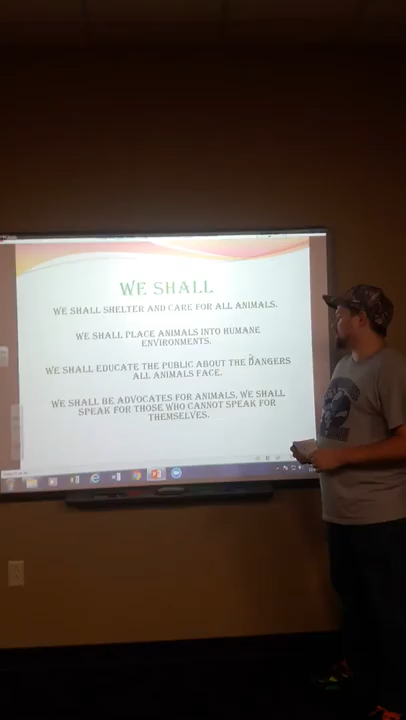 WE SHALL
WE SHALL SHELTER AND CARE FOR ALL ANIMALS.
WE SHALL PLACE ANIMALS INTO HUMANE
ENVIRONMENTS.
WE SHALL EDUCATE THE PUBLIC ABOUT THE DANGERS
ALL ANIMALS FACE.
WE SHALL BE ADVOCATES FOR ANIMALS, WE SHALL
SPEAK FOR THOSE WHO CANNOT SPEAK FOR
THEMSELVES.